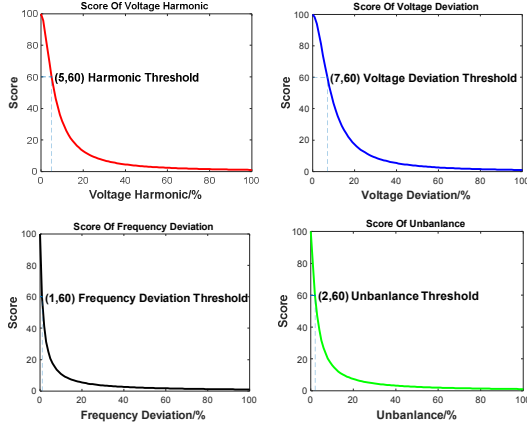 Score Of Voltage Harmonic
100
80
60
40
20
0
Score
(5,60) Harmonic Threshold
0 20 40 60 80 100
Voltage Harmonic/%
Score Of Voltage Deviation
100
80
60
40
20
0
Score
(7,60) Voltage Deviation Threshold
0 20 40 60 80 100
Voltage Deviation/%
Score Of Frequency Deviation
100
80
60
40
20
0
Score
(1,60) Frequency Deviation Threshold
0 20 40 60 80 100
Frequency Deviation/%
Score Of Unbanlance
100
80
60
40
20
0
Score
(2,60) Unbanlance Threshold
0 20 40 60 80 100
Unbanlance/%